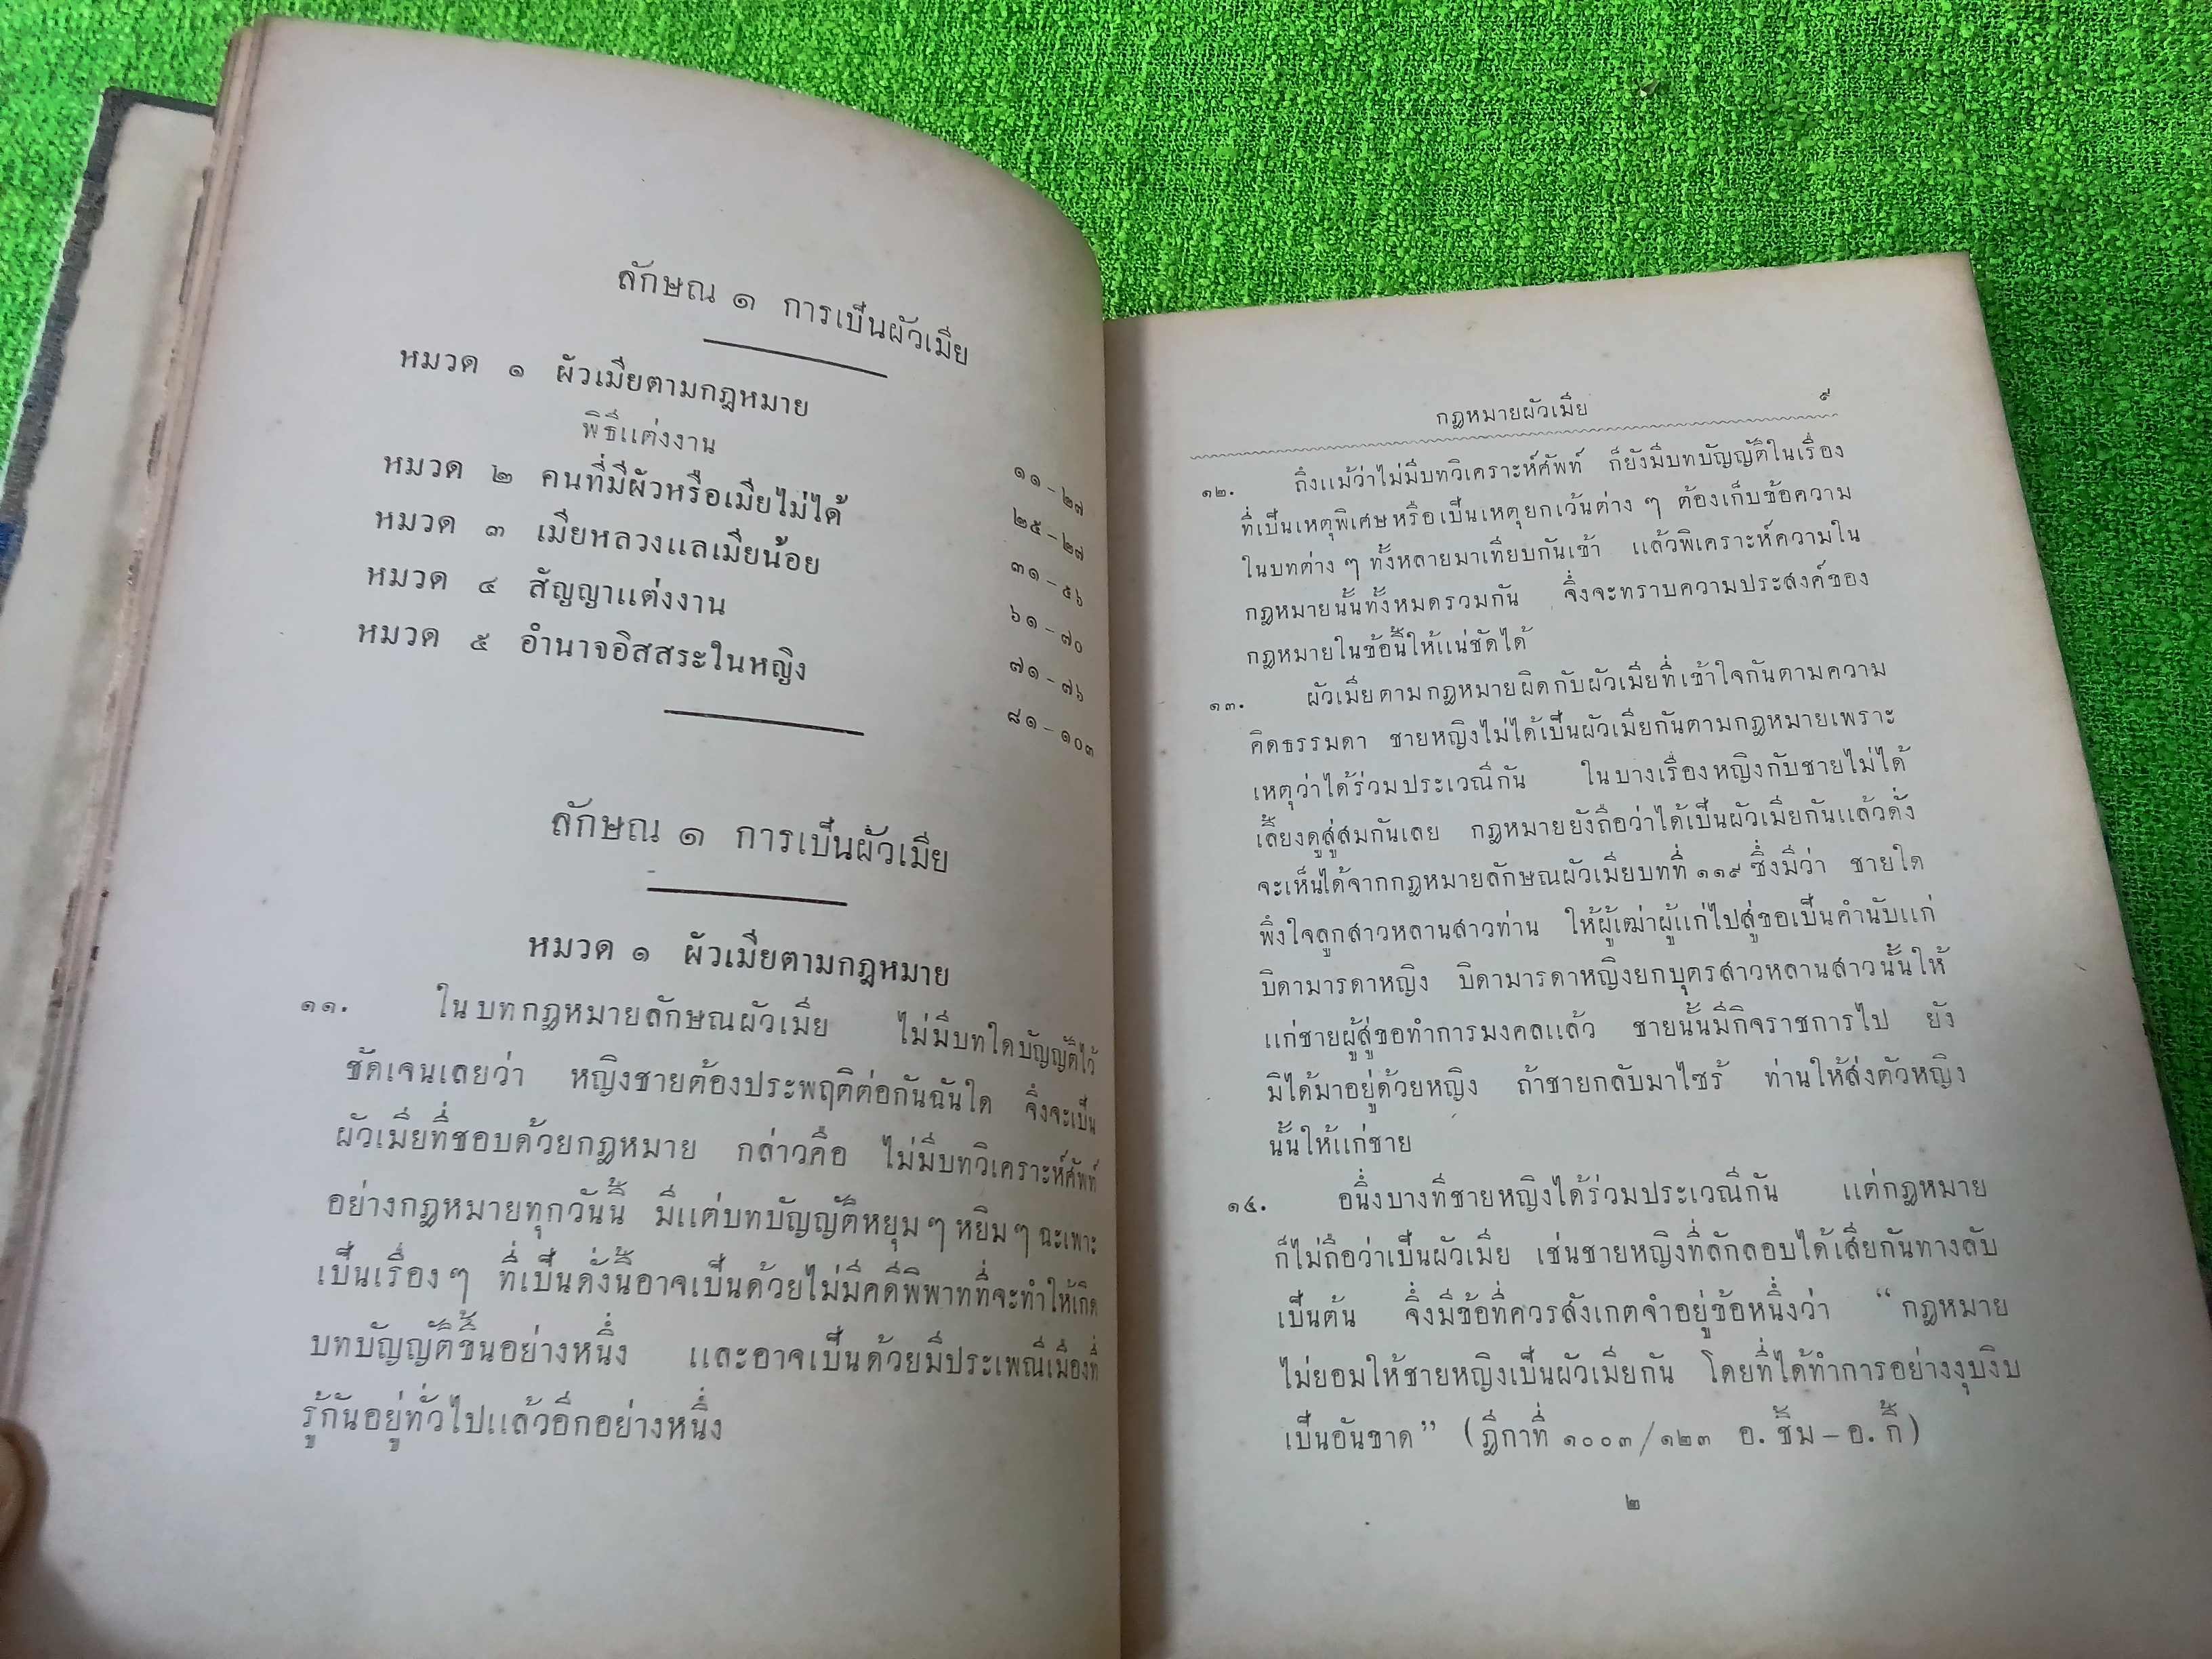 ลักษณ ๑ การเป็นผัวเมีย
หมวด ๑ ผัวเมียตามกฎหมาย ๑๑–๒๗
พิธีแต่งงาน ๒๕–๒๗
หมวด ๒ คนที่มีผัวหรือเมียไม่ได้ ๓๑–๕๖
หมวด ๓ เมียหลวงแลเมียน้อย ๖๑–๗๐
หมวด ๔ สัญญาแต่งงาน ๗๑–๗๖
หมวด ๕ อำนาจอิสสระในหญิง ๘๑–๑๐๓
ลักษณ ๑ การเป็นผัวเมีย
หมวด ๑ ผัวเมียตามกฎหมาย
๑๑. ในบทกฎหมายลักษณผัวเมีย ไม่มีบทใดบัญญัติไว้
ชัดเจนเลยว่า หญิงชายต้องประพฤติต่อกันฉันใด จึ่งจะเป็น
ผัวเมียที่ชอบด้วยกฎหมาย กล่าวคือ ไม่มีบทวิเคราะห์ศัพท์
อย่างกฎหมายทุกวันนี้ มีแต่บทบัญญัติหยุมๆ หยิมๆ ฉะเพาะ
เป็นเรื่องๆ ที่เป็นดั่งนี้อาจเป็นด้วยไม่มีคดีพิพาทที่จะทำให้เกิด
บทบัญญัติขึ้นอย่างหนึ่ง และอาจเป็นด้วยมีประเพณีเมืองที่
รู้กันอยู่ทั่วไปแล้วอีกอย่างหนึ่ง
กฎหมายผัวเมีย ๙
๑๒. ถึงแม้ว่าไม่มีบทวิเคราะห์ศัพท์ ก็ยังมีบทบัญญัติในเรื่อง
ที่เป็นเหตุพิเศษหรือเป็นเหตุยกเว้นต่าง ๆ ต้องเก็บข้อความ
ในบทต่าง ๆ ทั้งหลายมาเทียบกันเข้า แล้วพิเคราะห์ความใน
กฎหมายนั้นทั้งหมดรวมกัน จึ่งจะทราบความประสงค์ของ
กฎหมายในข้อนี้ให้แน่ชัดได้
๑๓. ผัวเมียตามกฎหมายผิดกับผัวเมียที่เข้าใจกันตามความ
คิดธรรมดา ชายหญิงไม่ได้เป็นผัวเมียกันตามกฎหมายเพราะ
เหตุว่าได้ร่วมประเวณีกัน ในบางเรื่องหญิงกับชายไม่ได้
เลี้ยงดูสู่สมกันเลย กฎหมายยังถือว่าได้เป็นผัวเมียกันแล้วดั่ง
จะเห็นได้จากกฎหมายลักษณผัวเมียบทที่ ๑๑๙ ซึ่งมีว่า ชายใด
พึงใจลูกสาวหลานสาวท่าน ให้ผู้เฒ่าผู้แก่ไปสู่ขอเป็นคำนับแก่
บิดามารดาหญิง บิดามารดาหญิงยกบุตรสาวหลานสาวนั้นให้
แก่ชายผู้สู่ขอทำการมงคลแล้ว ชายนั้นมีกิจราชการไป ยัง
มิได้มาอยู่ด้วยหญิง ถ้าชายกลับมาไซร้ ท่านให้ส่งตัวหญิง
นั้นให้แก่ชาย
๑๔. อนึ่งบางทีชายหญิงได้ร่วมประเวณีกัน แต่กฎหมาย
ก็ไม่ถือว่าเป็นผัวเมีย เช่นชายหญิงที่ลักลอบได้เสียกันทางลับ
เป็นต้น จึ่งมีข้อที่ควรสังเกตจำอยู่ข้อหนึ่งว่า “กฎหมาย
ไม่ยอมให้ชายหญิงเป็นผัวเมียกัน โดยที่ได้ทำการอย่างงุบงิบ
เป็นอันขาด” (ฎีกาที่ ๑๐๐๓/๑๒๓ อ.ชิ้ม–อ.กี้)
๒